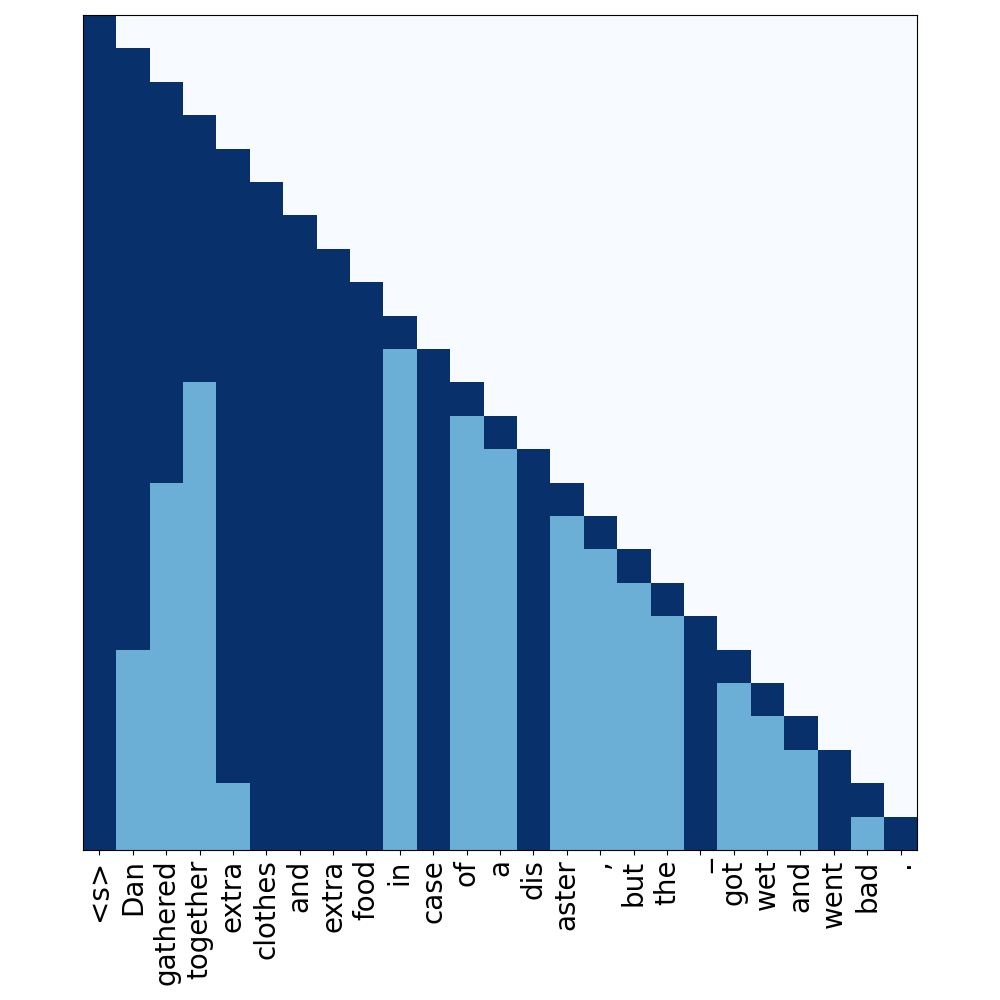 <s>
Dan
gathered
together
extra
clothes
and
extra
food
in
case
of
a
dis
aster
,
but
the
_
got
wet
and
went
bad
.